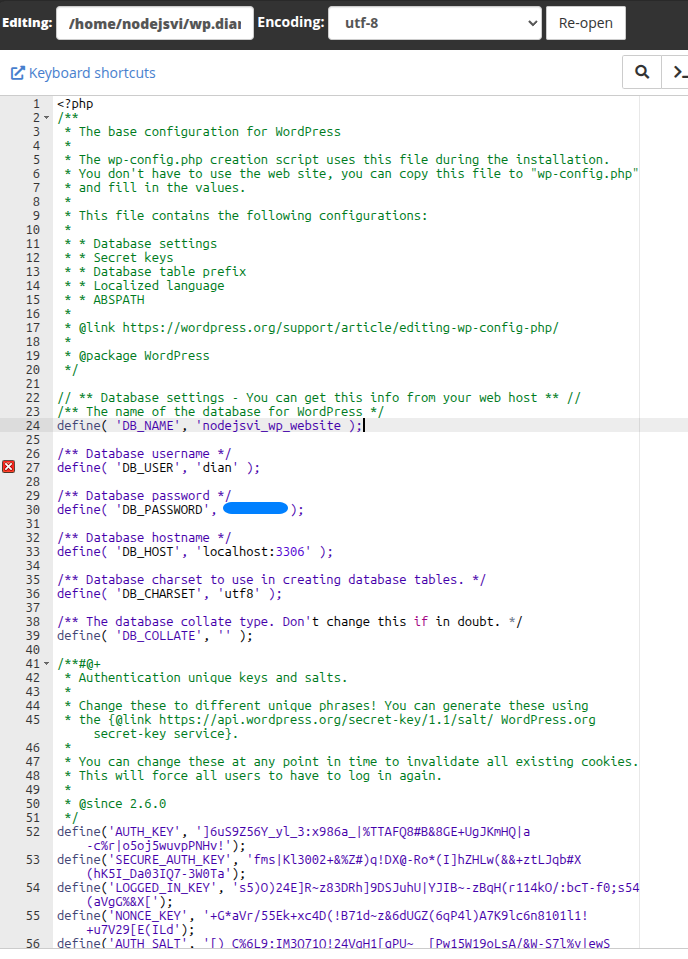 Editing: /home/nodejsvi/wp.dian Encoding: utf-8 Re-open
Keyboard shortcuts
1 <?php
2 /**
3 * The base configuration for WordPress
4 *
5 * The wp-config.php creation script uses this file during the installation.
6 * You don't have to use the web site, you can copy this file to "wp-config.php"
7 * and fill in the values.
8 *
9 * This file contains the following configurations:
10 *
11 * * Database settings
12 * * Secret keys
13 * * Database table prefix
14 * * Localized language
15 * * ABSPATH
16 *
17 * @link https://wordpress.org/support/article/editing-wp-config-php/
18 *
19 * @package WordPress
20 */
21
22 // ** Database settings - You can get this info from your web host ** //
23 /** The name of the database for WordPress */
24 define( 'DB_NAME', 'nodejsvi_wp_website );
25
26 /** Database username */
27 define( 'DB_USER', 'dian' );
28
29 /** Database password */
30 define( 'DB_PASSWORD', );
31
32 /** Database hostname */
33 define( 'DB_HOST', 'localhost:3306' );
34
35 /** Database charset to use in creating database tables. */
36 define( 'DB_CHARSET', 'utf8' );
37
38 /** The database collate type. Don't change this if in doubt. */
39 define( 'DB_COLLATE', '' );
40
41 /**#@+
42 * Authentication unique keys and salts.
43 *
44 * Change these to different unique phrases! You can generate these using
45 * the {@link https://api.wordpress.org/secret-key/1.1/salt/ WordPress.org
secret-key service}.
46 *
47 * You can change these at any point in time to invalidate all existing cookies.
48 * This will force all users to have to log in again.
49 *
50 * @since 2.6.0
51 */
52 define('AUTH_KEY', ']6uS9Z56Y_yl_3:x986a_|%TTAFQ8#B&8GE+UgJKmHQ|a
-c%r|o5oj5wuvpPNHv!');
53 define('SECURE_AUTH_KEY', 'fms|Kl3002+&%Z#)q!DX@-Ro*(I]hZHLw(&&+ztLJqb#X
(hK5I_Da03IQ7-3W0Ta');
54 define('LOGGED_IN_KEY', 's5)O)24E]R~z83DRh]9DSJuhU|YJIB~-zBqH(r114kO/:bcT-f0;s54
(aVgG%&X[');
55 define('NONCE_KEY', '+G*aVr/55Ek+xc4D(!B71d~z&6dUGZ(6qP4l)A7K9lc6n8101l1!
+u7V29[E(ILd');
56 define('AUTH_SALT',